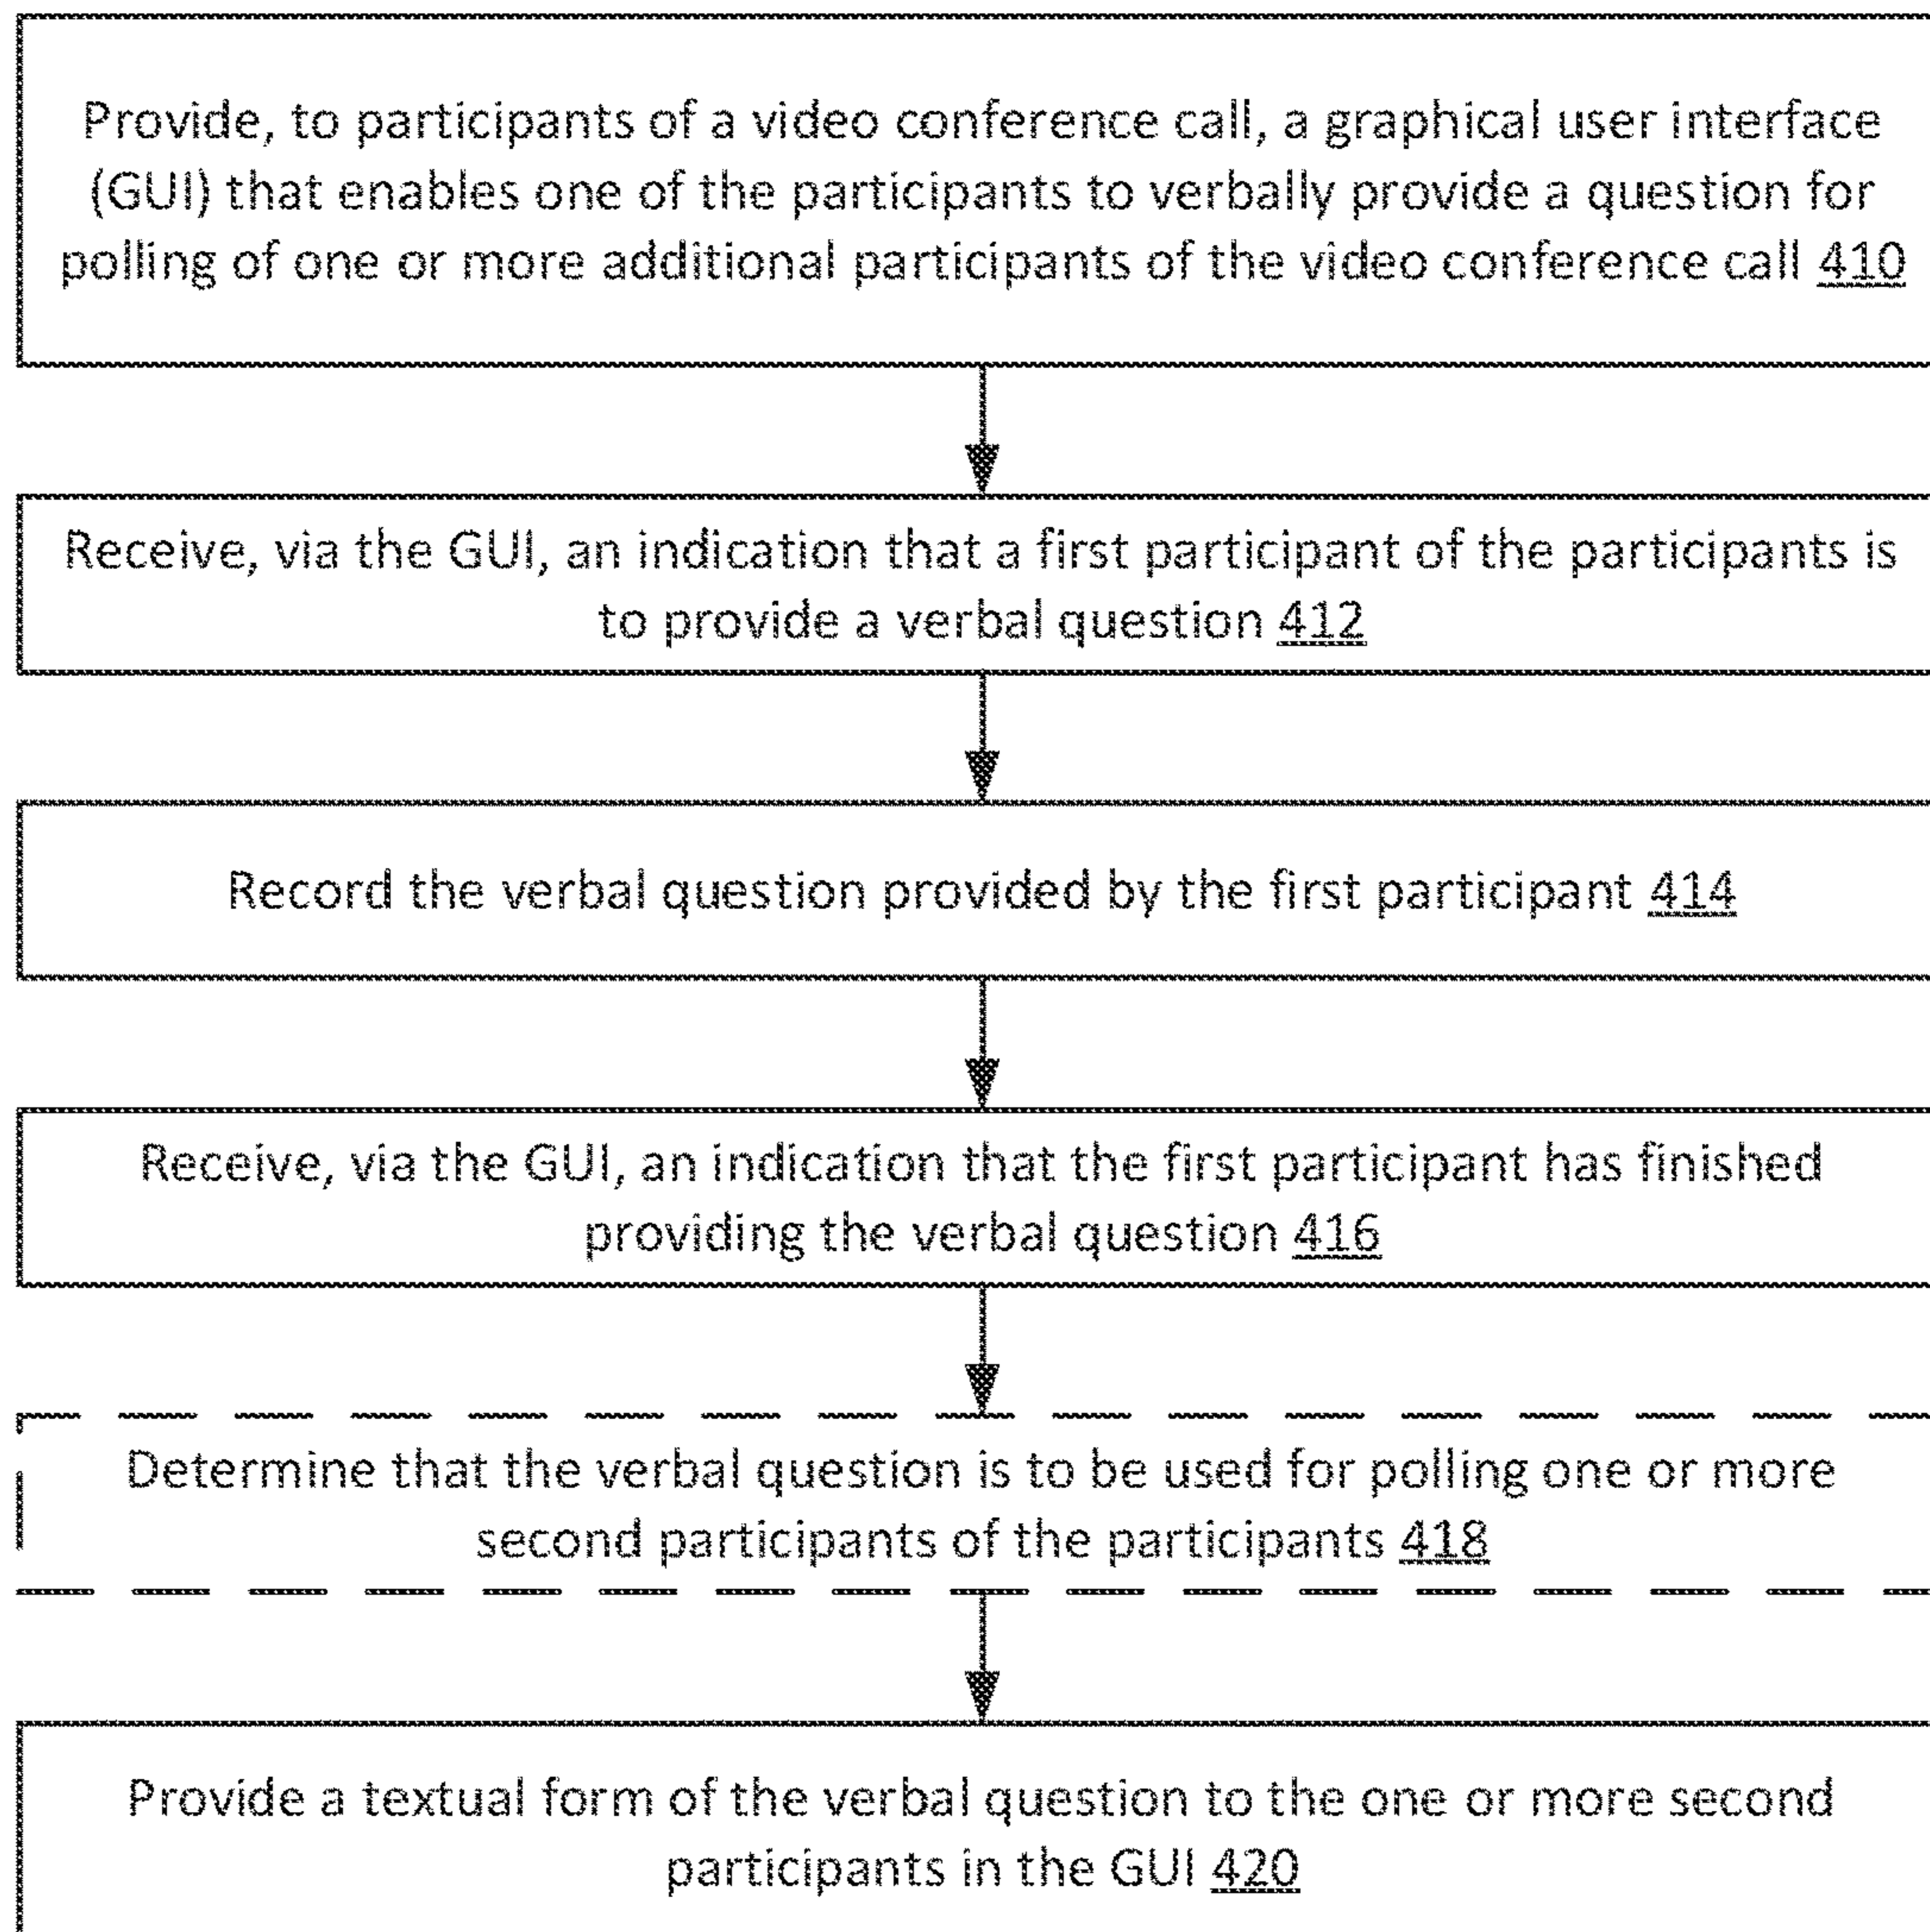 Provide, to participants of a video conference call, a graphical user interface
(GUI) that enables one of the participants to verbally provide a question for
polling of one or more additional participants of the video conference call 410
Receive, via the GUI, an indication that a first participant of the participants is
to provide a verbal question 412
Record the verbal question provided by the first participant 414
Receive, via the GUI, an indication that the first participant has finished
providing the verbal question 416
Determine that the verbal question is to be used for polling one or more
second participants of the participants 418
Provide a textual form of the verbal question to the one or more second
participants in the GUI 420